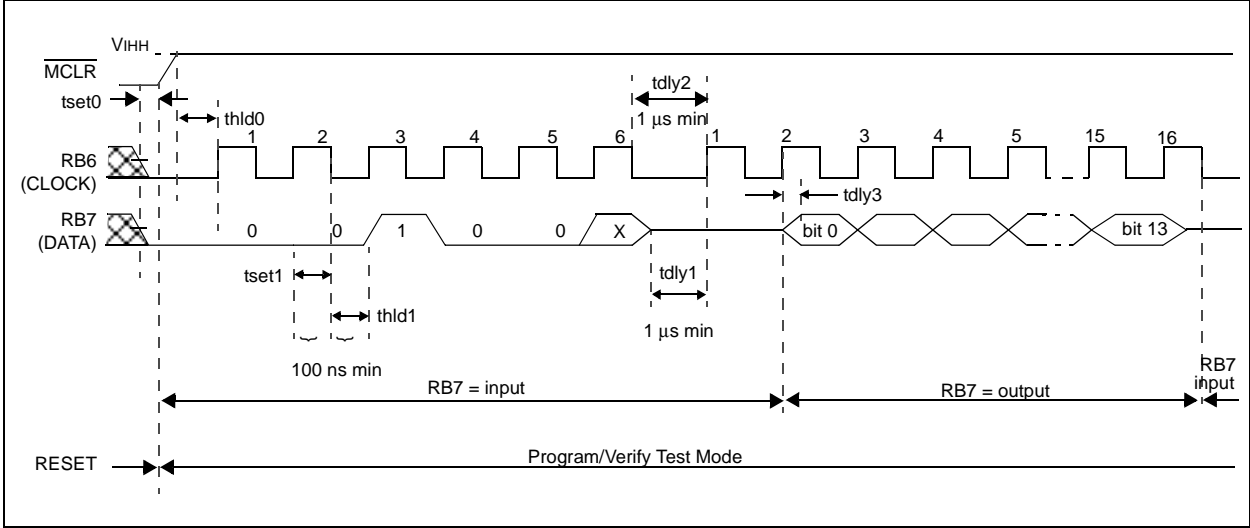 VIHH
MCLR
tset0
thld0
tdly2
1 µs min
1 2 3 4 5 6 1 2 3 4 5 15 16
RB6
(CLOCK)
tdly3
RB7
(DATA)
0 0 1 0 0 X bit 0 bit 13
tset1
tdly1
thld1
1 µs min
100 ns min
RB7 = input
RB7 = output
RB7
input
RESET
Program/Verify Test Mode